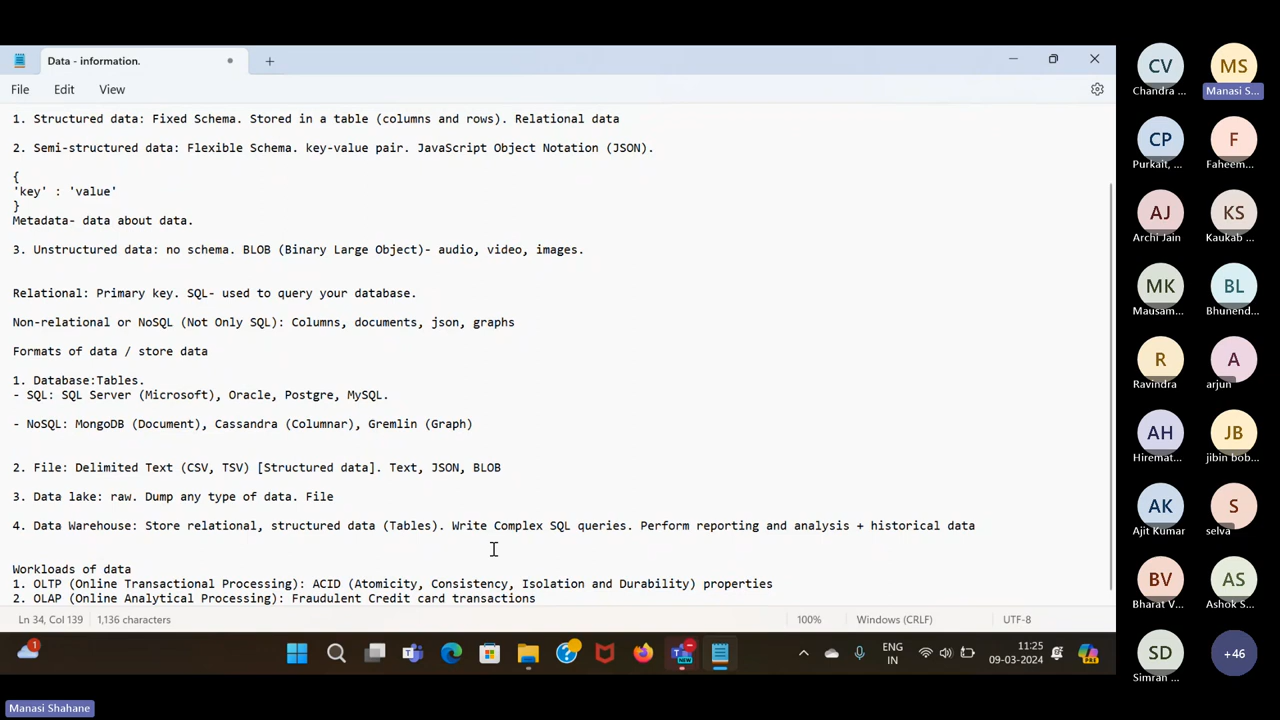 Data - information.
File Edit View
1. Structured data: Fixed Schema. Stored in a table (columns and rows). Relational data
2. Semi-structured data: Flexible Schema. key-value pair. JavaScript Object Notation (JSON).
{
'key' : 'value'
}
Metadata- data about data.
3. Unstructured data: no schema. BLOB (Binary Large Object)- audio, video, images.
Relational: Primary key. SQL- used to query your database.
Non-relational or NoSQL (Not Only SQL): Columns, documents, json, graphs
Formats of data / store data
1. Database:Tables.
- SQL: SQL Server (Microsoft), Oracle, Postgre, MySQL.
- NoSQL: MongoDB (Document), Cassandra (Columnar), Gremlin (Graph)
2. File: Delimited Text (CSV, TSV) [Structured data]. Text, JSON, BLOB
3. Data lake: raw. Dump any type of data. File
4. Data Warehouse: Store relational, structured data (Tables). Write Complex SQL queries. Perform reporting and analysis + historical data
Workloads of data
1. OLTP (Online Transactional Processing): ACID (Atomicity, Consistency, Isolation and Durability) properties
2. OLAP (Online Analytical Processing): Fraudulent Credit card transactions
Ln 34, Col 139 1,136 characters 100% Windows (CRLF) UTF-8
1
NEW
ENG
IN
11:25
09-03-2024
PRE
Manasi Shahane
CV MS
Chandra ... Manasi S...
CP F
Purkait, ... Faheem...
AJ KS
Archi Jain Kaukab ...
MK BL
Mausam... Bhunend...
R A
Ravindra arjun
AH JB
Hiremat... jibin bob...
AK S
Ajit Kumar selva
BV AS
Bharat V... Ashok S...
SD +46
Simran ...